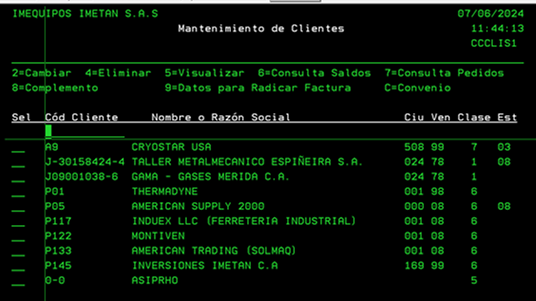 IMEQUIPOS IMETAN S.A.S 07/06/2024
Mantenimiento de Clientes 11:44:13
CCCLIS1
2=Cambiar 4=Eliminar 5=Visualizar 6=Consulta Saldos 7=Consulta Pedidos
8=Complemento 9=Datos para Radicar Factura C=Convenio
Sel Cód Cliente Nombre o Razón Social Ciu Ven Clase Est
A9 CRYOSTAR USA 508 99 7 03
J-30158424-4 TALLER METALMECANICO ESPIÑEIRA S.A. 024 78 1 08
J09001038-6 GAMA - GASES MERIDA C.A. 024 78 1
P01 THERMADYNE 001 98 6
P05 AMERICAN SUPPLY 2000 000 08 6 08
P117 INDUEX LLC (FERRETERIA INDUSTRIAL) 001 08 6
P122 MONTIVEN 001 08 6
P133 AMERICAN TRADING (SOLMAQ) 001 08 6
P145 INVERSIONES IMETAN C.A 169 99 6
0-0 ASIPRHO 5